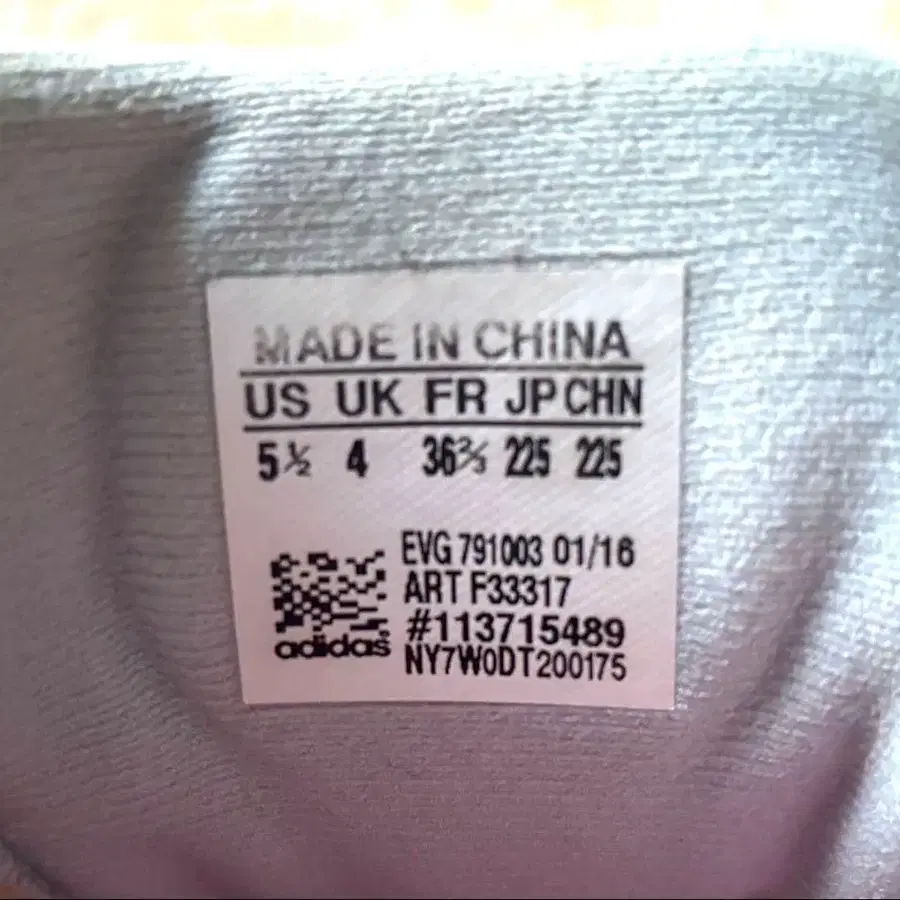 MADE IN CHINA
US UK FR JP CHN
5½ 4 36⅔ 225 225
EVG 791003 01/16
ART F33317
#113715489
adidas
NY7W0DT200175